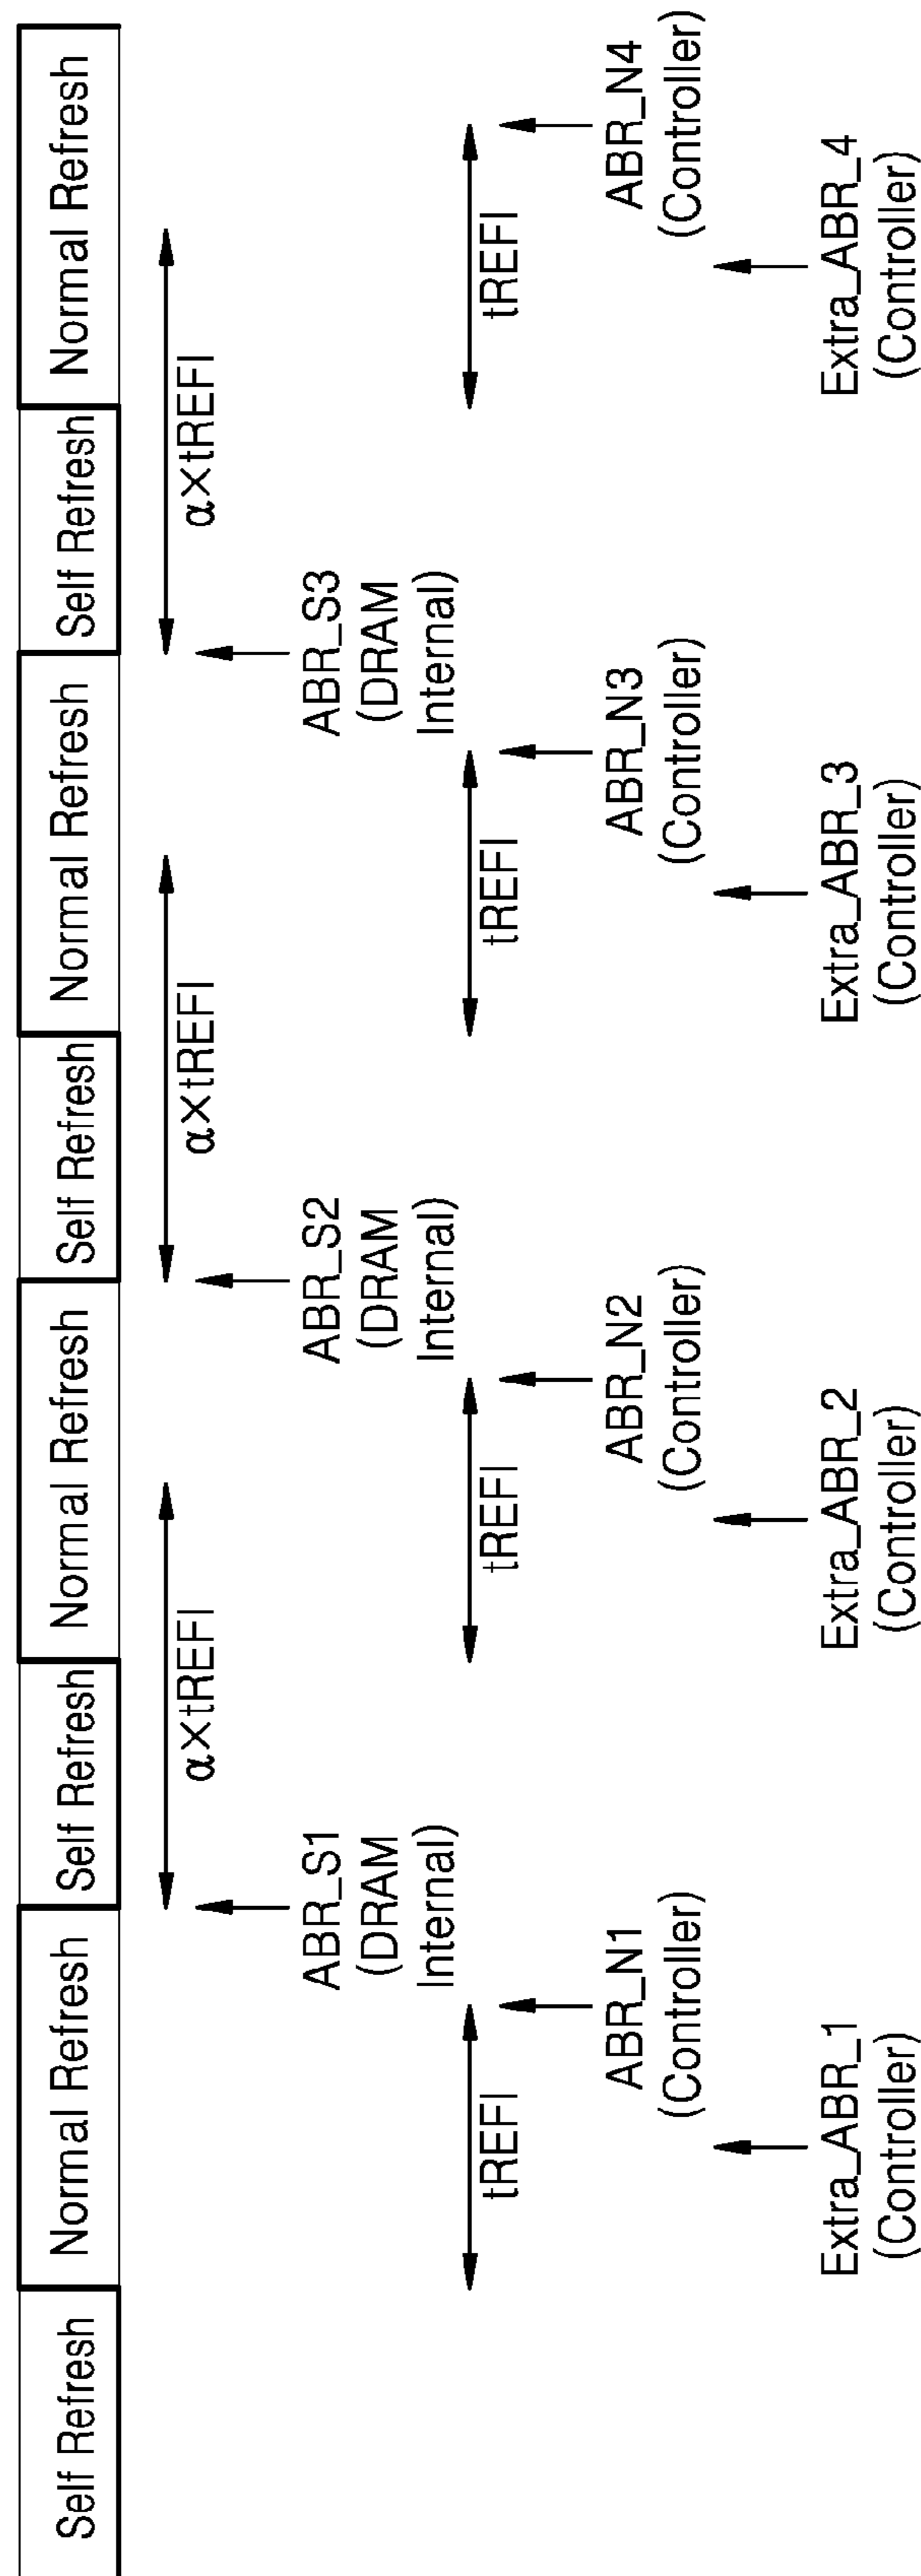 Self Refresh
Normal Refresh
Self Refresh
Normal Refresh
Self Refresh
Normal Refresh
Self Refresh
Normal Refresh
α×tREFI
α×tREFI
α×tREFI
ABR_S1
(DRAM
Internal)
ABR_S2
(DRAM
Internal)
ABR_S3
(DRAM
Internal)
tREFI
tREFI
tREFI
tREFI
ABR_N1
(Controller)
ABR_N2
(Controller)
ABR_N3
(Controller)
ABR_N4
(Controller)
Extra_ABR_1
(Controller)
Extra_ABR_2
(Controller)
Extra_ABR_3
(Controller)
Extra_ABR_4
(Controller)